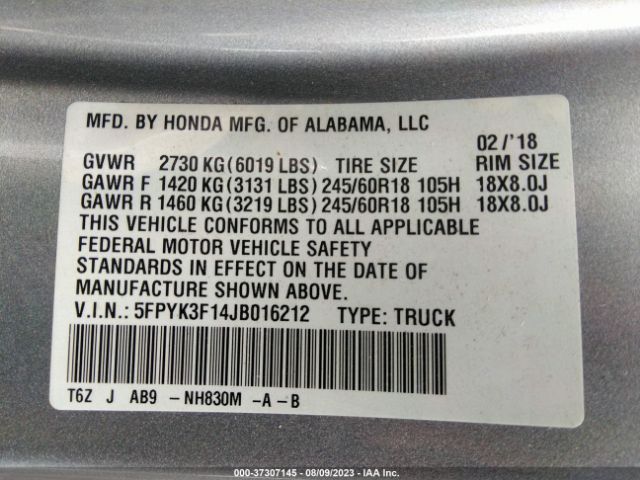 MFD. BY HONDA MFG. OF ALABAMA, LLC
02/'18
GVWR 2730 KG(6019 LBS) TIRE SIZE RIM SIZE
GAWR F 1420 KG(3131 LBS) 245/60R18 105H 18X8.0J
GAWR R 1460 KG(3219 LBS) 245/60R18 105H 18X8.0J
THIS VEHICLE CONFORMS TO ALL APPLICABLE
FEDERAL MOTOR VEHICLE SAFETY
STANDARDS IN EFFECT ON THE DATE OF
MANUFACTURE SHOWN ABOVE.
V.I.N.: 5FPYK3F14JB016212 TYPE: TRUCK
T6Z J AB9 -NH830M -A-B
000-37307145 - 08/09/2023 - IAA Inc.